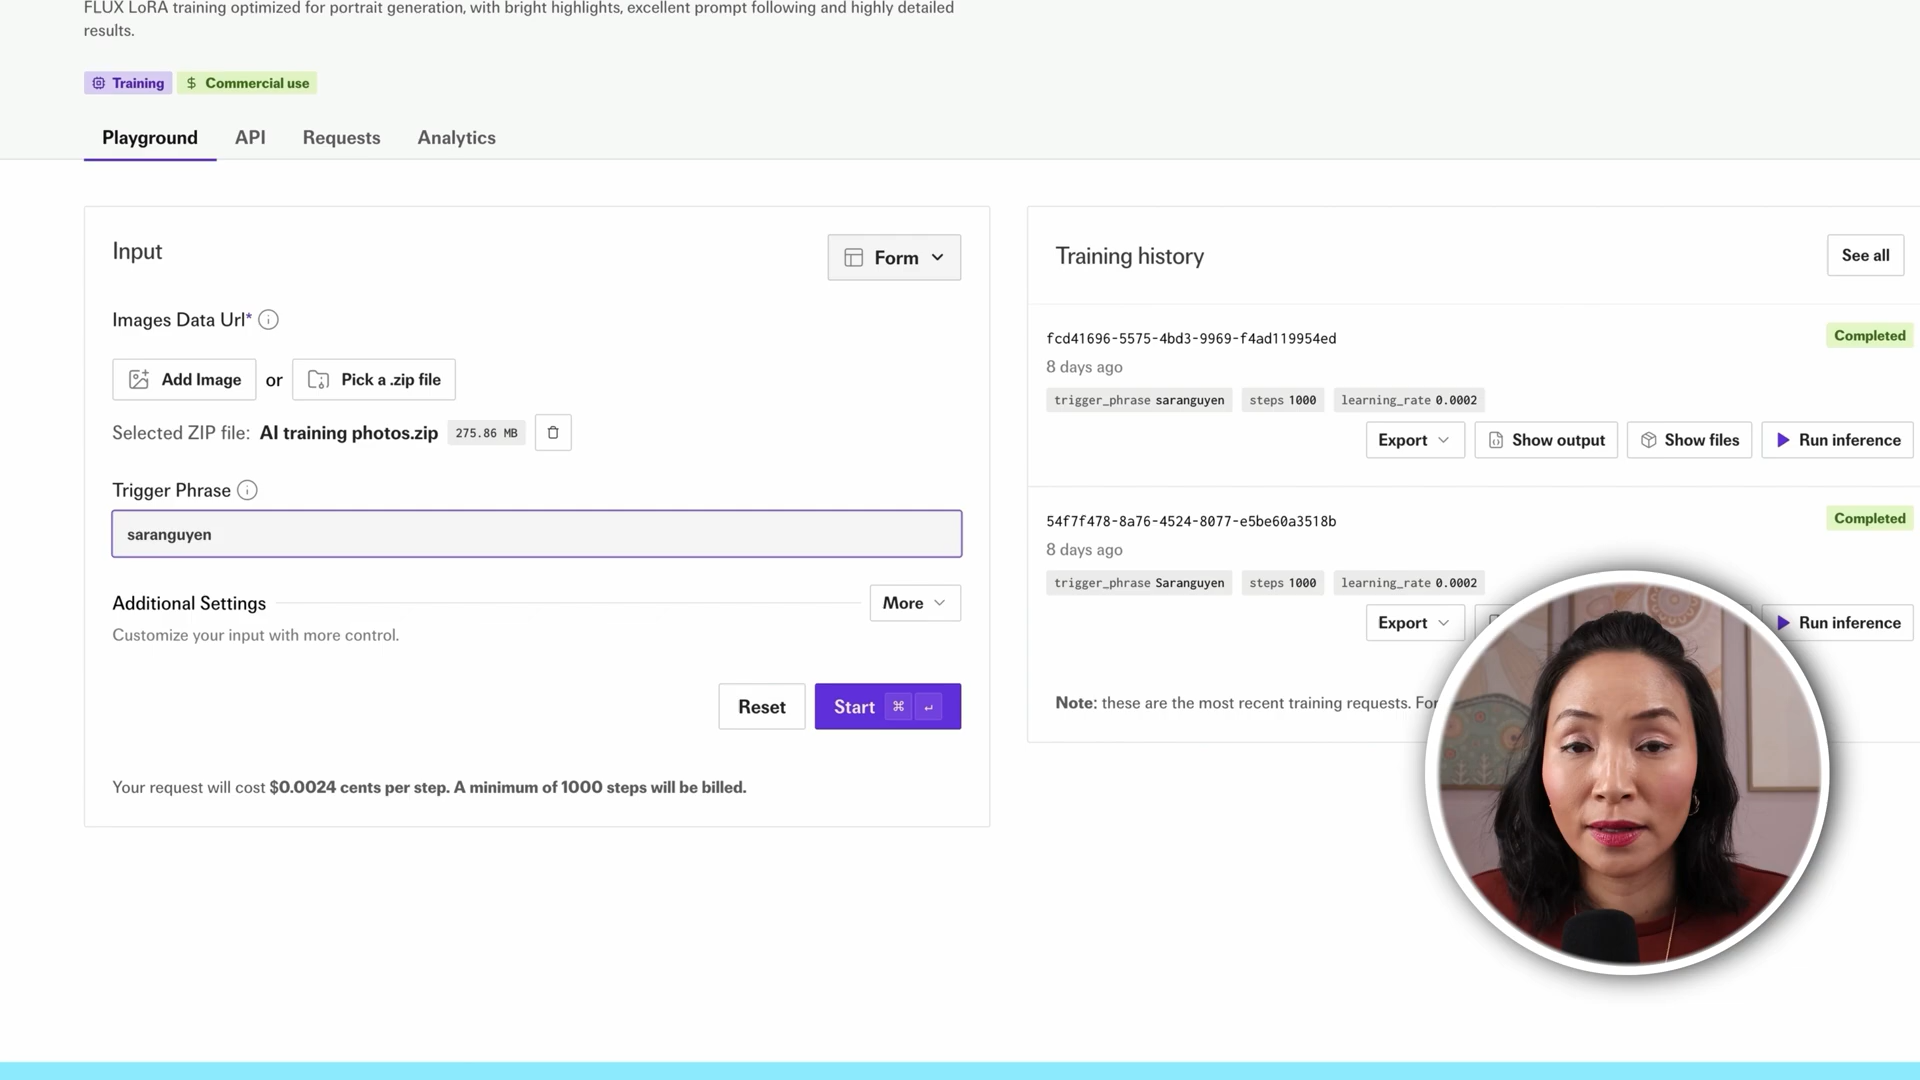 FLUX LoRA training optimized for portrait generation, with bright highlights, excellent prompt following and highly detailed
results.
Training
$ Commercial use
Playground
API
Requests
Analytics
Input
Form
Images Data Url*
Add Image
or
Pick a .zip file
Selected ZIP file: AI training photos.zip 275.86 MB
Trigger Phrase
saranguyen
Additional Settings
More
Customize your input with more control.
Reset
Start ⌘ ↵
Your request will cost $0.0024 cents per step. A minimum of 1000 steps will be billed.
Training history
See all
fcd41696-5575-4bd3-9969-f4ad119954ed
Completed
8 days ago
trigger_phrase saranguyen
steps 1000
learning_rate 0.0002
Export
Show output
Show files
Run inference
54f7f478-8a76-4524-8077-e5be60a3518b
Completed
8 days ago
trigger_phrase Saranguyen
steps 1000
learning_rate 0.0002
Export
Run inference
Note: these are the most recent training requests. For